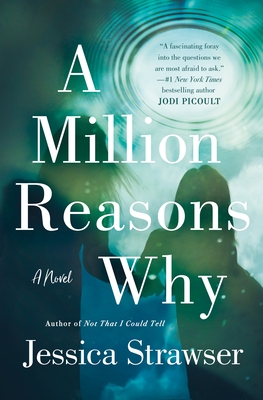 A
Million
Reasons
Why
“A fascinating foray
into the questions we
are most afraid to ask.”
—#1 New York Times
bestselling author
JODI PICOULT
A Novel
Author of Not That I Could Tell
Jessica Strawser